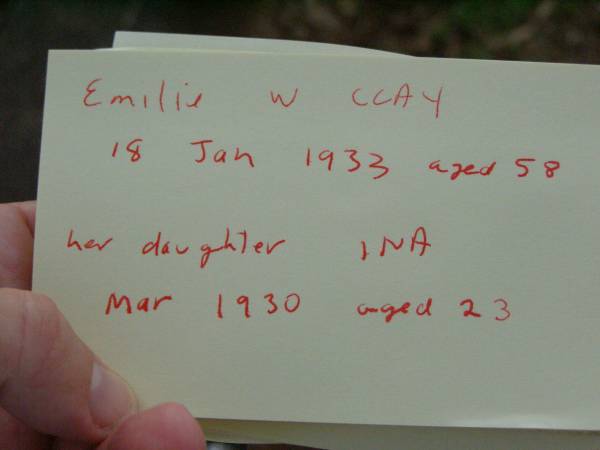 Emilie W CLAY
18 Jan 1933 aged 58
her daughter INA
Mar 1930 aged 23